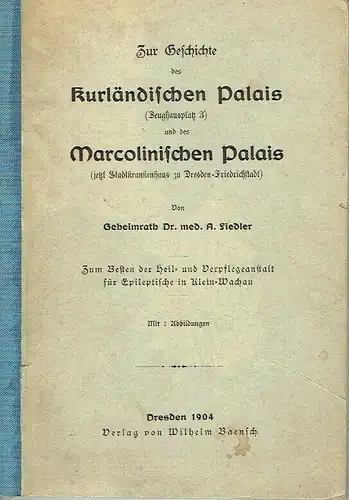 Zur Geschichte
des
Kurländischen Palais
(Zeughausplatz 3)
und des
Marcolinischen Palais
(jetzt Stadtkrankenhaus zu Dresden-Friedrichstadt)
Von
Geheimrath Dr. med. A. Fiedler
Zum Besten der Heil- und Verpflegeanstalt
für Epileptische in Klein-Wachau
Mit 7 Abbildungen
Dresden 1904
Verlag von Wilhelm Baensch.